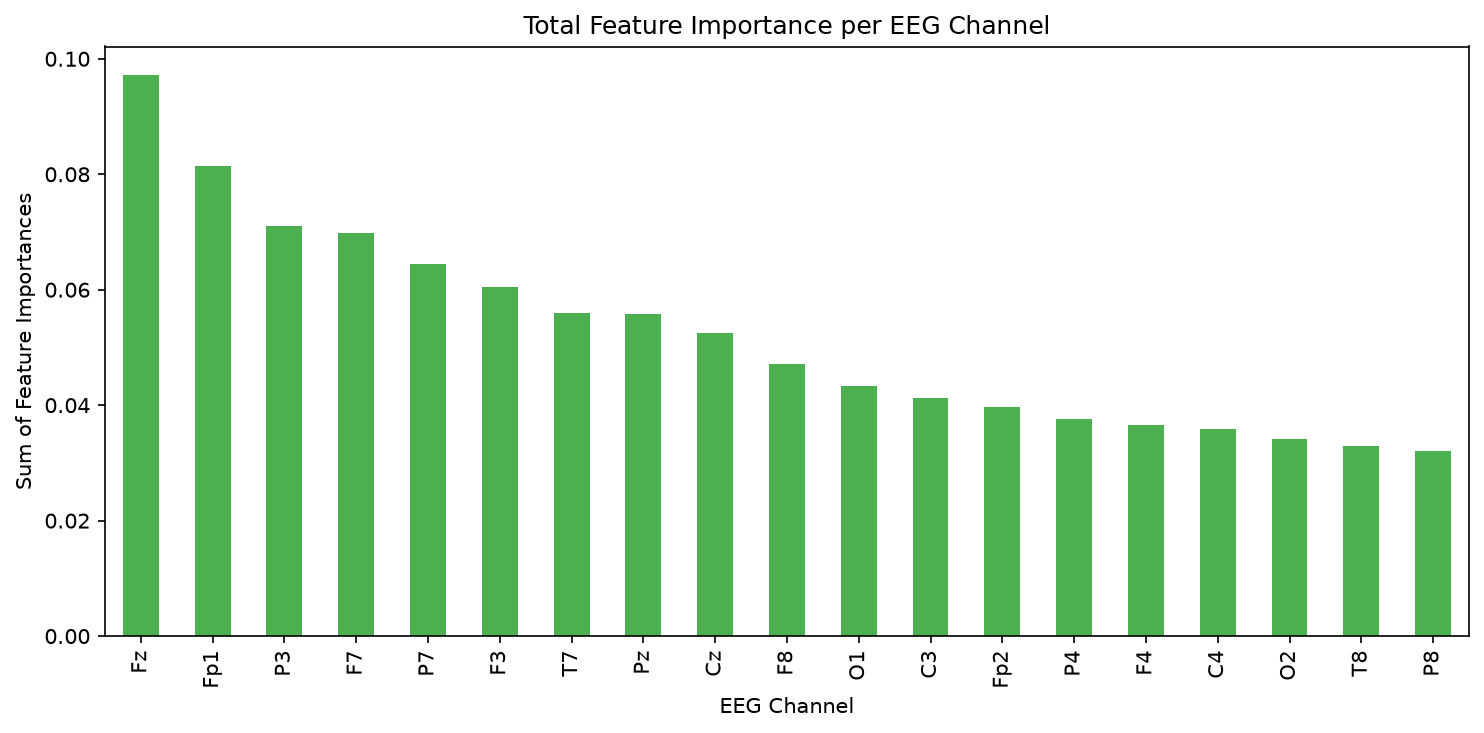 Total Feature Importance per EEG Channel
Sum of Feature Importances
0.10
0.08
0.06
0.04
0.02
0.00
Fz Fp1 P3 F7 P7 F3 T7 Pz Cz F8 O1 C3 Fp2 P4 F4 C4 O2 T8 P8
EEG Channel